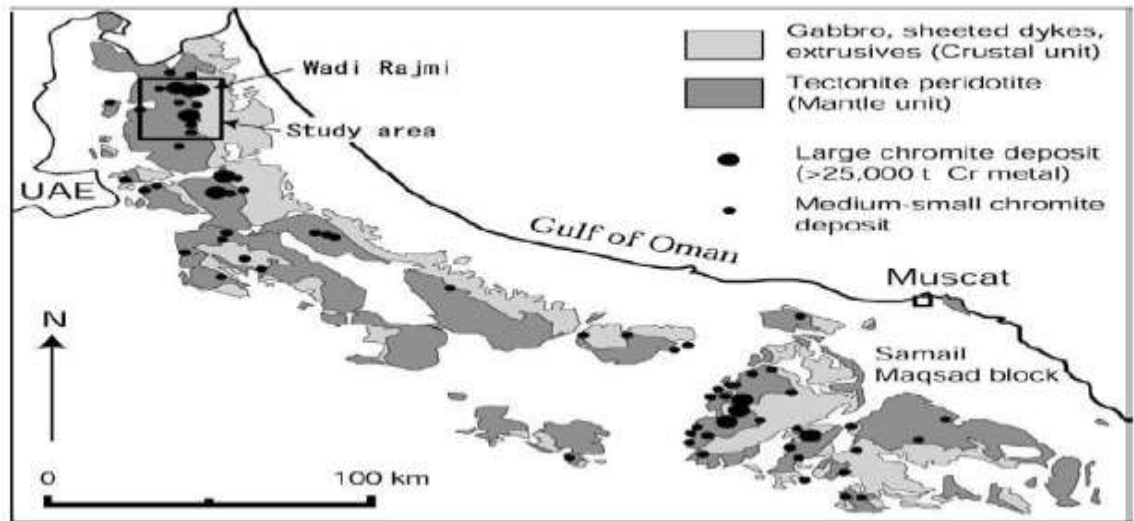 Gabbro, sheeted dykes,
extrusives (Crustal unit)
Wadi Rajmi
Tectonite peridotite
(Mantle unit)
Study area
Large chromite deposit
(>25,000 t Cr metal)
UAE
Medium-small chromite
deposit
Gulf of Oman
Muscat
N
Samail
Maqsad block
0 100 km